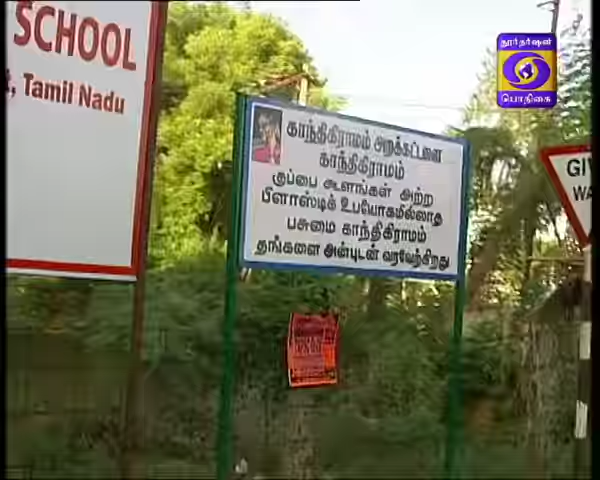 SCHOOL
Tamil Nadu
காந்திகிராமம் அறக்கட்டளை
காந்திகிராமம்
குப்பை கூளங்கள் அற்ற
பிளாஸ்டிக் உபயோகமில்லாத
பசுமை காந்திகிராமம்
தங்களை அன்புடன் வரவேற்கிறது
தூர்தர்ஷன்
பொதிகை
GIV
WA